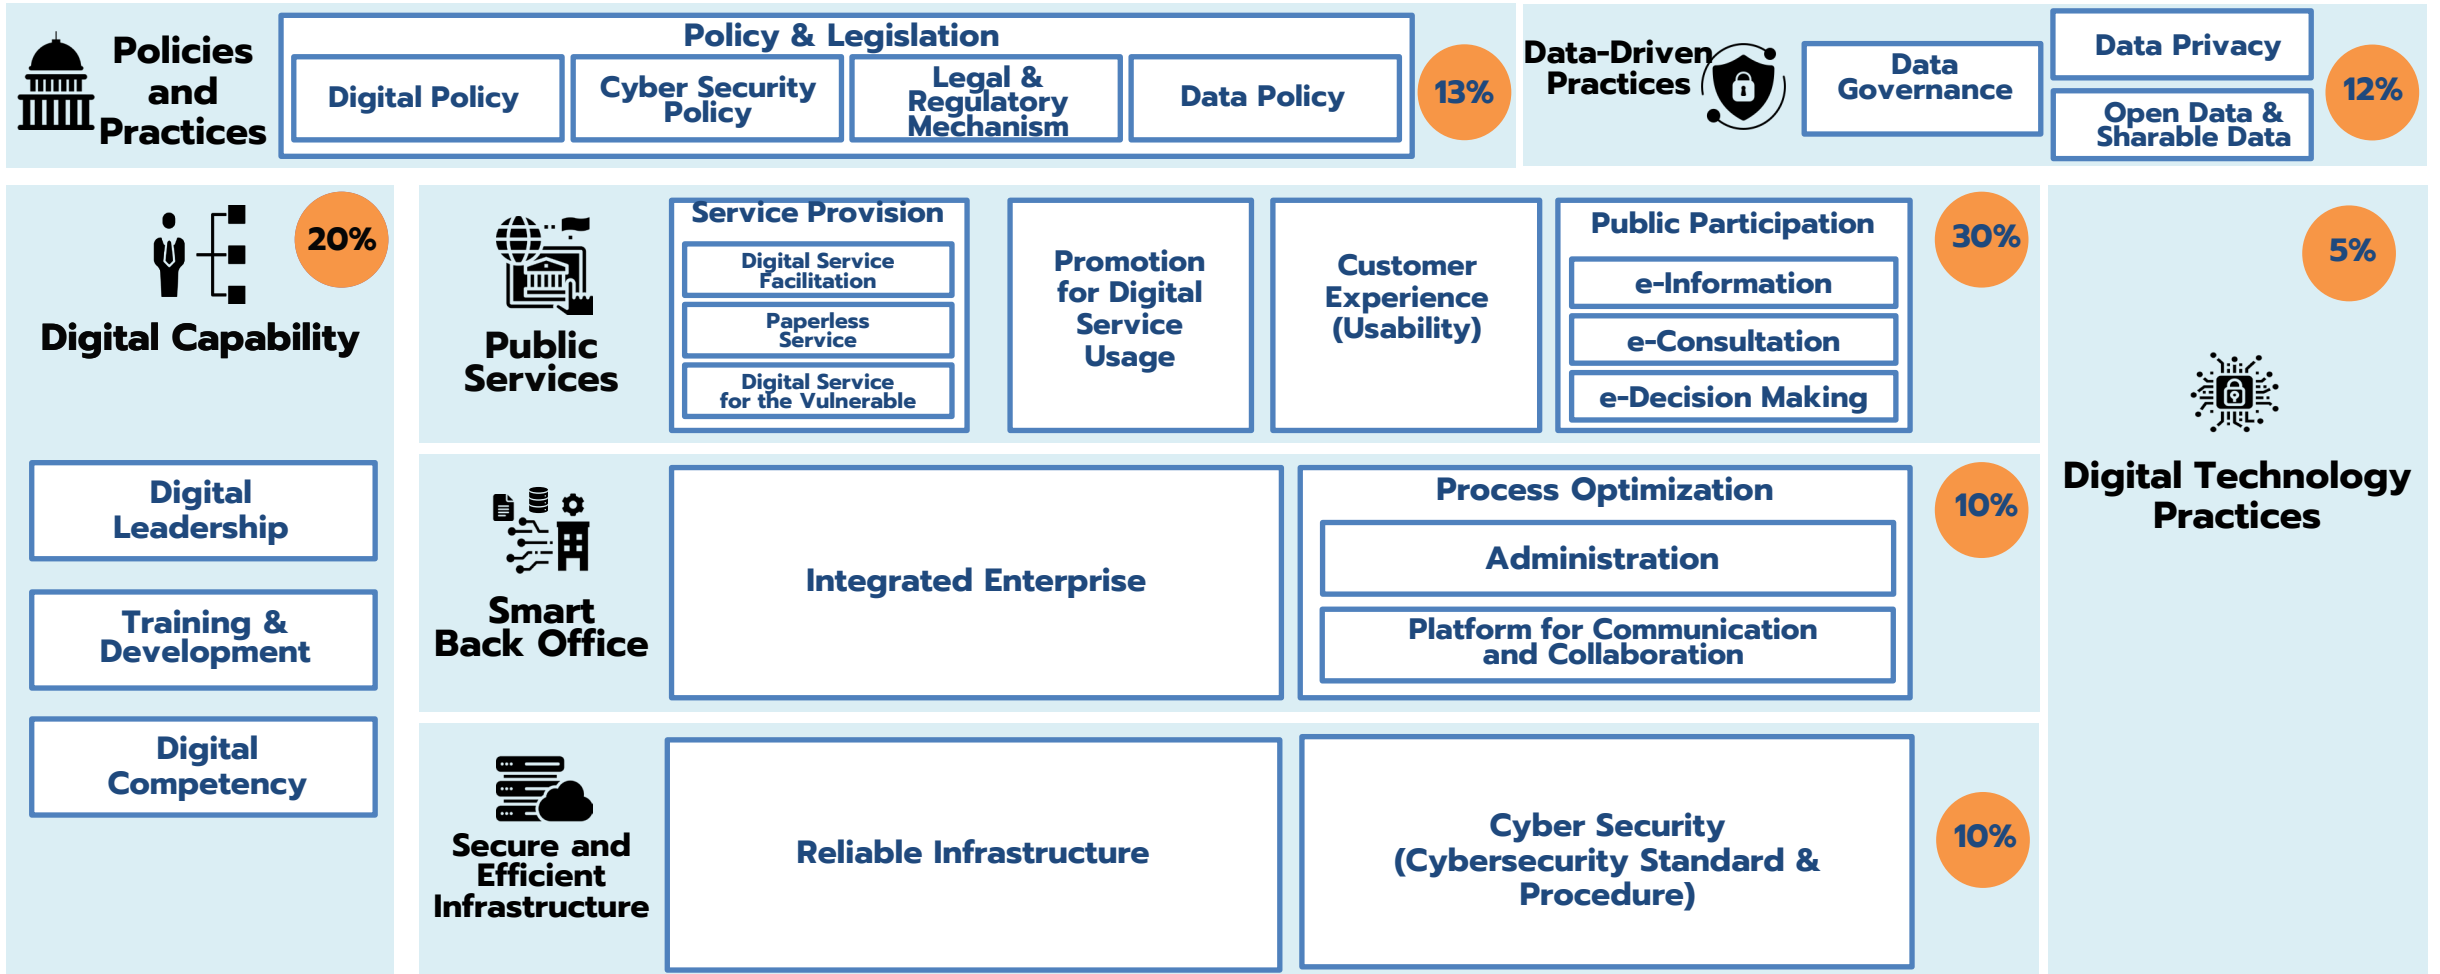 Policies
and
Practices
Policy & Legislation
Digital Policy
Cyber Security
Policy
Legal &
Regulatory
Mechanism
Data Policy
13%
Data-Driven
Practices
Data
Governance
Data Privacy
Open Data &
Sharable Data
12%
20%
Digital Capability
Digital
Leadership
Training &
Development
Digital
Competency
Public
Services
Service Provision
Digital Service
Facilitation
Paperless
Service
Digital Service
for the Vulnerable
Promotion
for Digital
Service
Usage
Customer
Experience
(Usability)
Public Participation
e-Information
e-Consultation
e-Decision Making
30%
Smart
Back Office
Integrated Enterprise
Process Optimization
Administration
Platform for Communication
and Collaboration
10%
Secure and
Efficient
Infrastructure
Reliable Infrastructure
Cyber Security
(Cybersecurity Standard &
Procedure)
10%
5%
Digital Technology
Practices